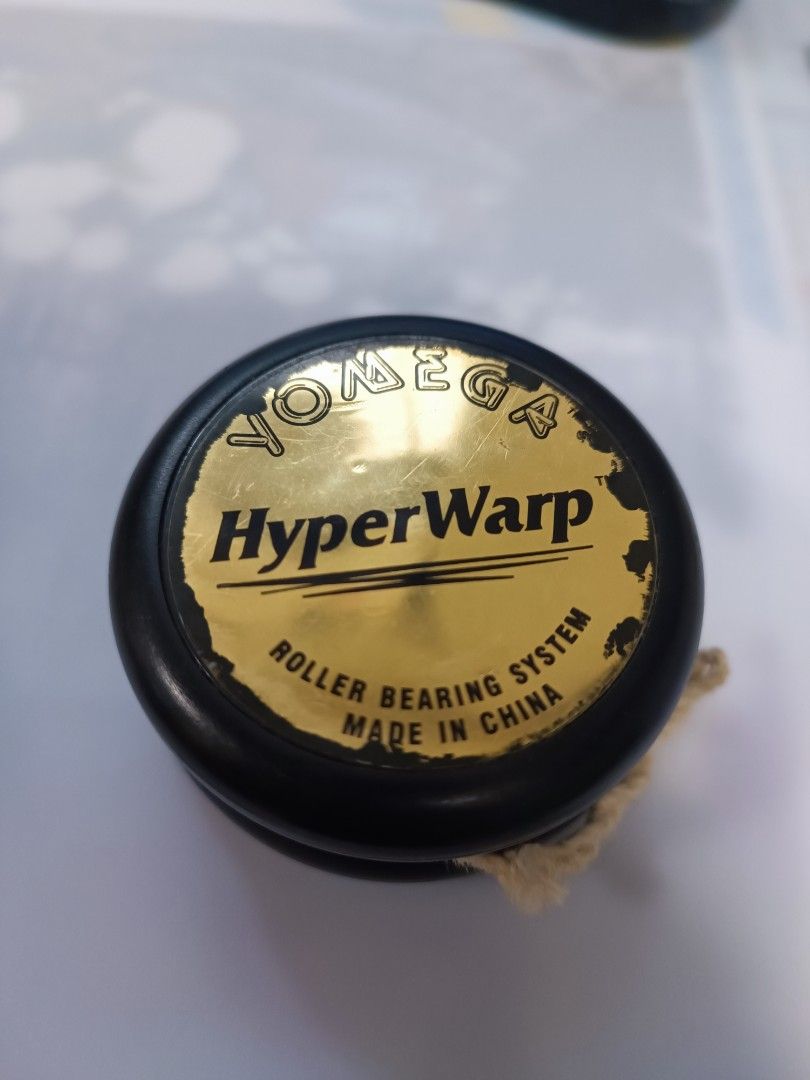 YOMEGA
HyperWarp™
ROLLER BEARING SYSTEM
MADE IN CHINA